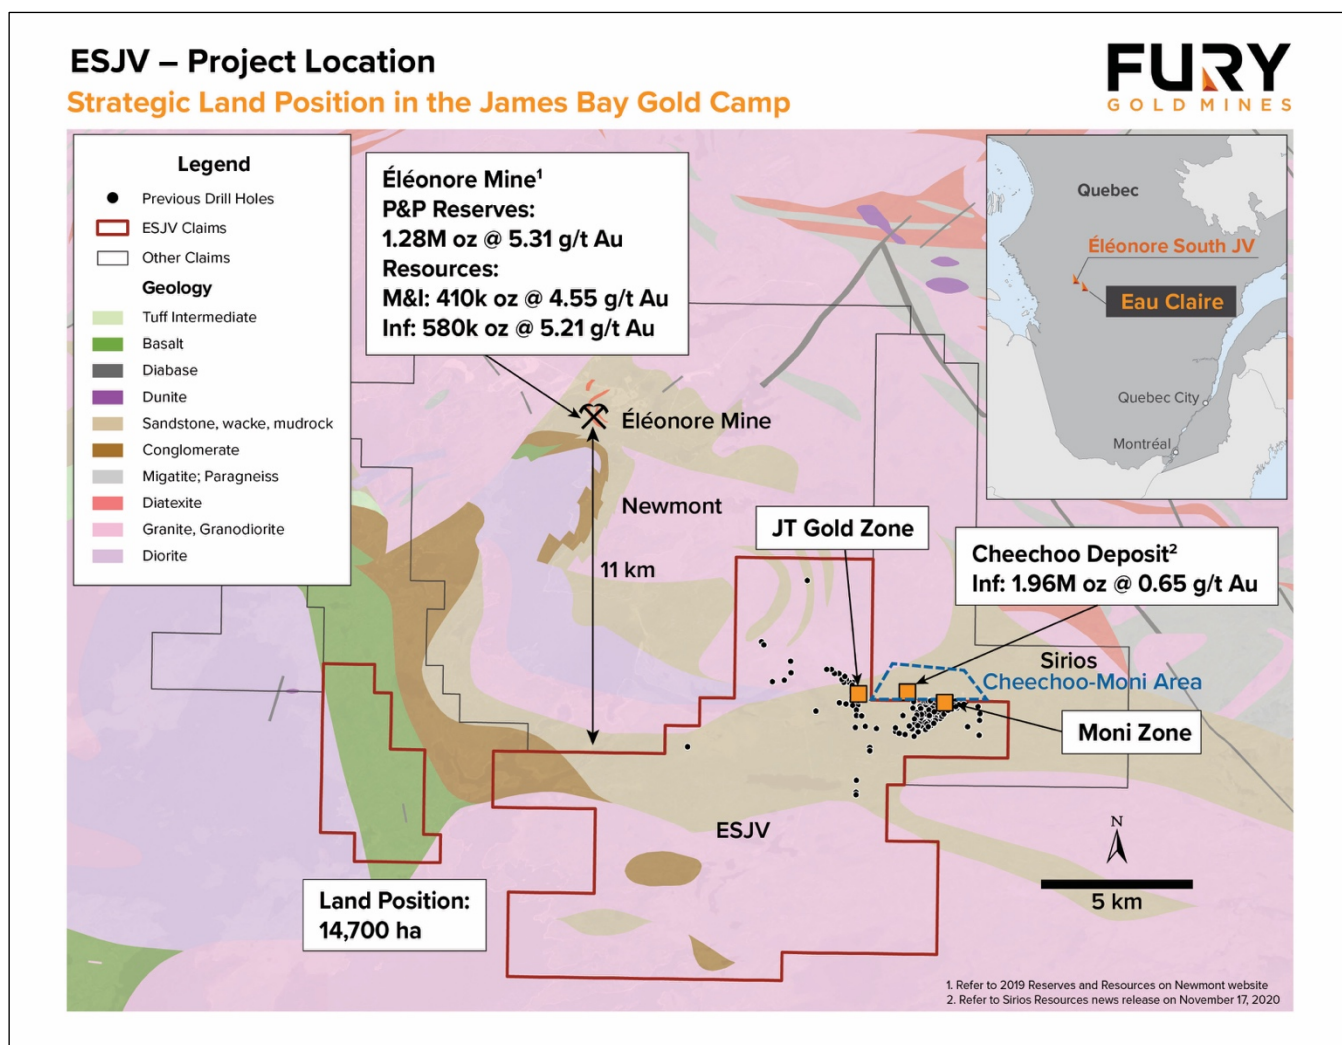 ESJV – Project Location
Strategic Land Position in the James Bay Gold Camp
FURY
GOLD MINES
Legend
Previous Drill Holes
ESJV Claims
Other Claims
Geology
Tuff Intermediate
Basalt
Diabase
Dunite
Sandstone, wacke, mudrock
Conglomerate
Migatite; Paragneiss
Diatexite
Granite, Granodiorite
Diorite
Éléonore Mine¹
P&P Reserves:
1.28M oz @ 5.31 g/t Au
Resources:
M&I: 410k oz @ 4.55 g/t Au
Inf: 580k oz @ 5.21 g/t Au
Quebec
Éléonore South JV
Eau Claire
Quebec City
Montréal
Éléonore Mine
Newmont
11 km
JT Gold Zone
Cheechoo Deposit²
Inf: 1.96M oz @ 0.65 g/t Au
Sirios
Cheechoo-Moni Area
Moni Zone
ESJV
Land Position:
14,700 ha
N
5 km
1. Refer to 2019 Reserves and Resources on Newmont website
2. Refer to Sirios Resources news release on November 17, 2020